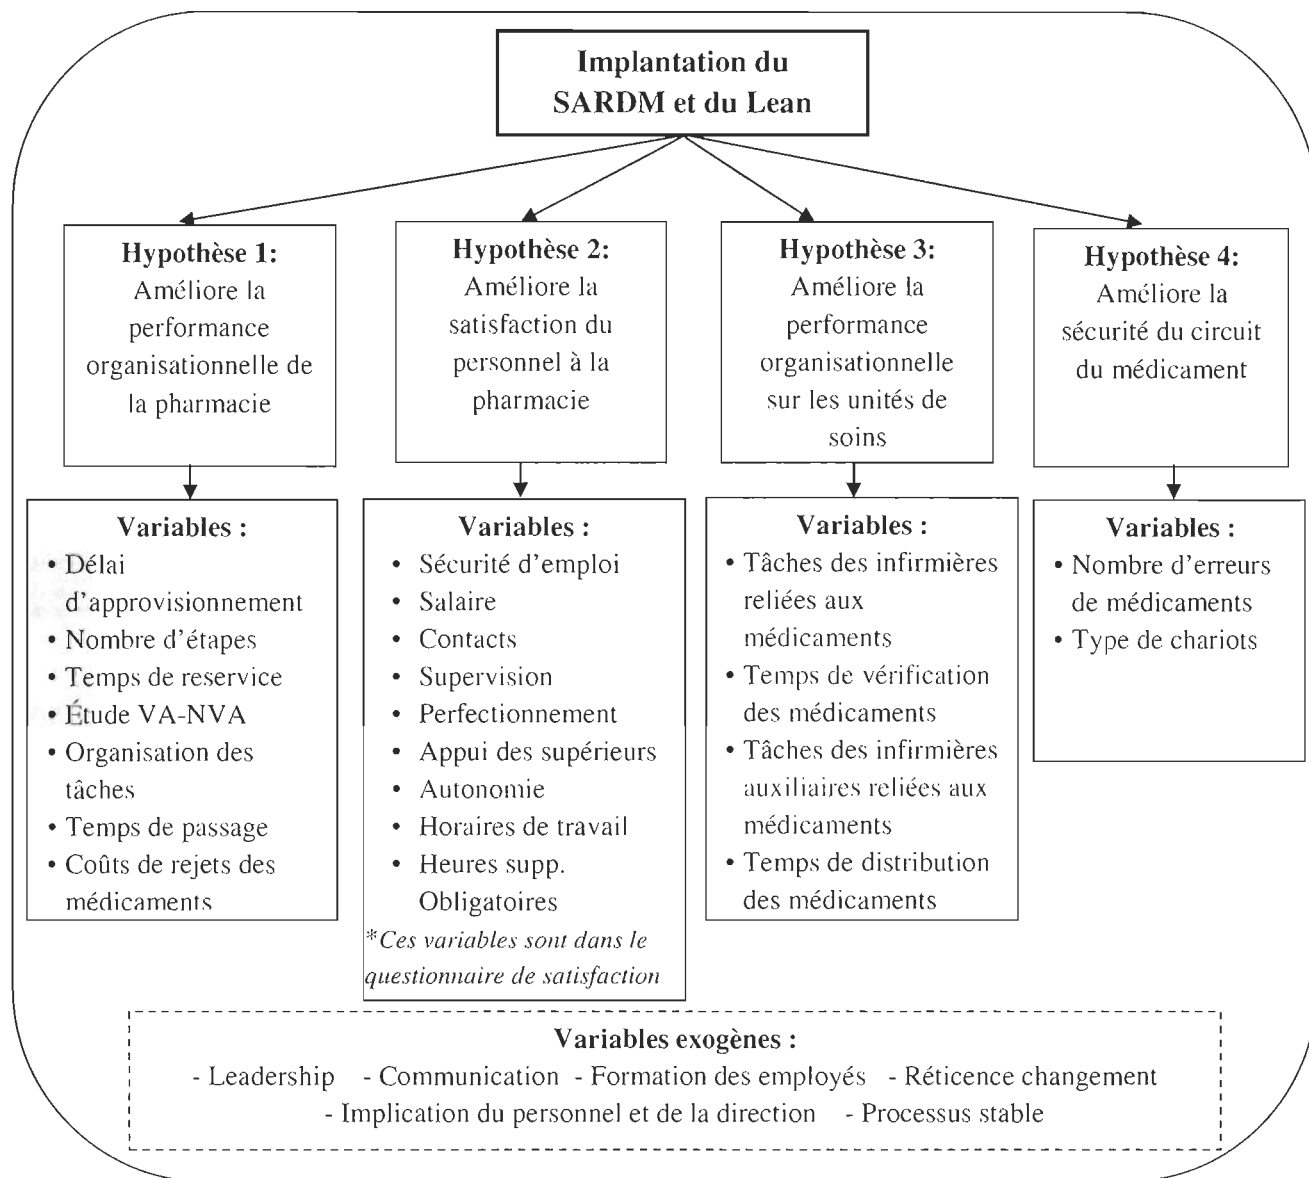 Implantation du
SARDM et du Lean
Hypothèse 1:
Améliore la
performance
organisationnelle de
la pharmacie
Hypothèse 2:
Améliore la
satisfaction du
personnel à la
pharmacie
Hypothèse 3:
Améliore la
performance
organisationnelle
sur les unités de
soins
Hypothèse 4:
Améliore la
sécurité du circuit
du médicament
Variables :
• Délai
d'approvisionnement
• Nombre d'étapes
• Temps de reservice
• Étude VA-NVA
• Organisation des
tâches
• Temps de passage
• Coûts de rejets des
médicaments
Variables :
• Sécurité d'emploi
• Salaire
• Contacts
• Supervision
• Perfectionnement
• Appui des supérieurs
• Autonomie
• Horaires de travail
• Heures supp.
Obligatoires
*Ces variables sont dans le
questionnaire de satisfaction
Variables :
• Tâches des infirmières
reliées aux
médicaments
• Temps de vérification
des médicaments
• Tâches des infirmières
auxiliaires reliées aux
médicaments
• Temps de distribution
des médicaments
Variables :
• Nombre d'erreurs
de médicaments
• Type de chariots
Variables exogènes :
- Leadership - Communication - Formation des employés - Réticence changement
- Implication du personnel et de la direction - Processus stable